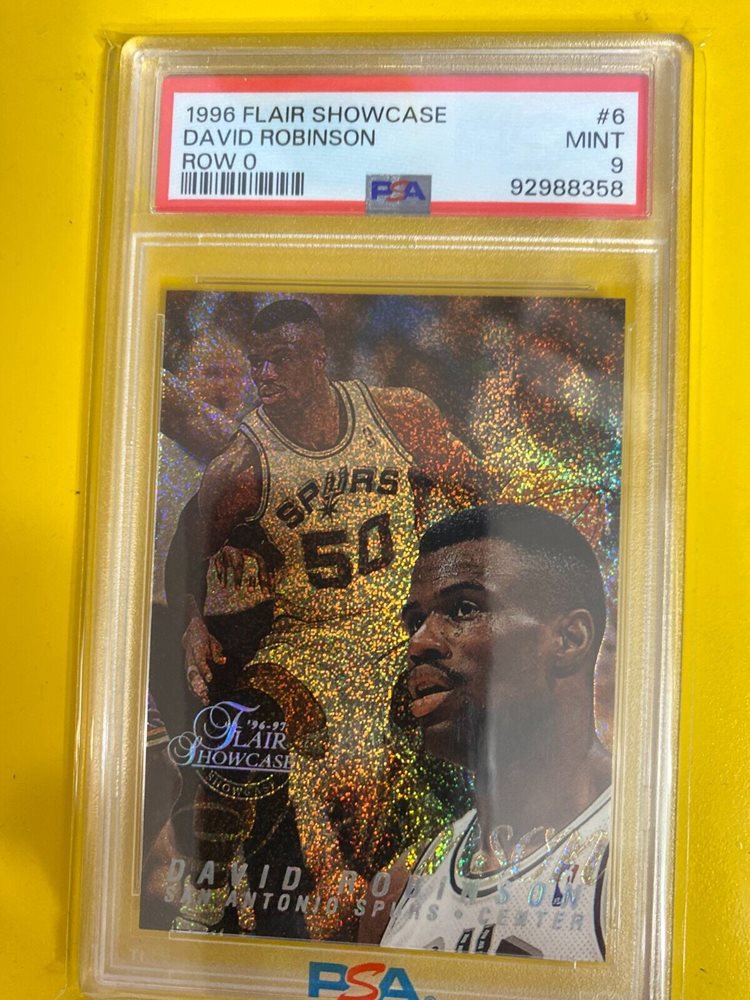 1996 FLAIR SHOWCASE #6
DAVID ROBINSON MINT
ROW 0 9
PSA 92988358
SPURS
50
'96-97
FLAIR
SHOWCASE
SHOWCASE
DAVID ROBINSON
SAN ANTONIO SPURS • CENTER
PSA